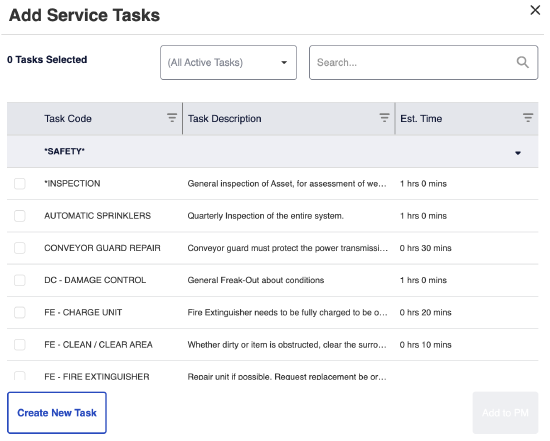 Add Service Tasks
0 Tasks Selected (All Active Tasks) Search...
Task Code Task Description Est. Time
*SAFETY*
*INSPECTION General inspection of Asset, for assessment of we... 1 hrs 0 mins
AUTOMATIC SPRINKLERS Quarterly Inspection of the entire system. 1 hrs 0 mins
CONVEYOR GUARD REPAIR Conveyor guard must protect the power transmissi... 0 hrs 30 mins
DC - DAMAGE CONTROL General Freak-Out about conditions 1 hrs 0 mins
FE - CHARGE UNIT Fire Extinguisher needs to be fully charged to be o... 0 hrs 20 mins
FE - CLEAN / CLEAR AREA Whether dirty or item is obstructed, clear the surro... 0 hrs 10 mins
FE - FIRE EXTINGUISHER Repair unit if possible. Request replacement be or...
Create New Task Add to PM